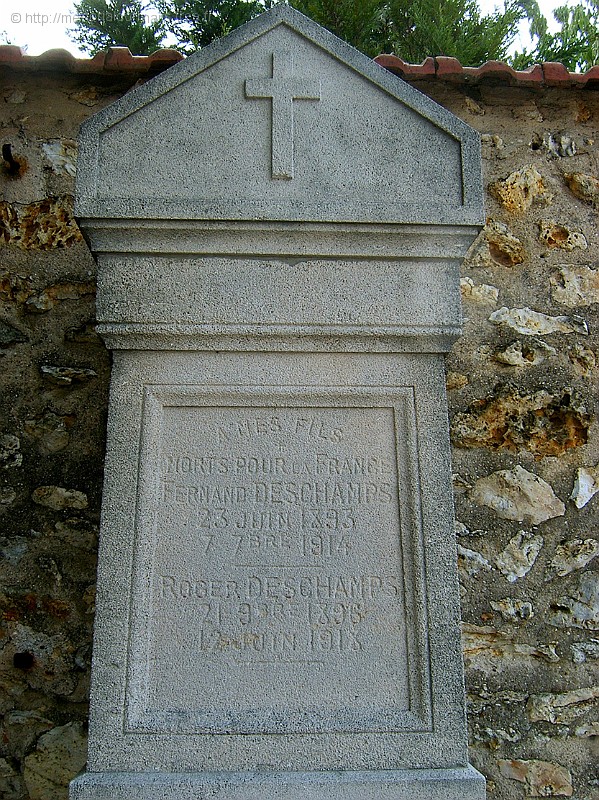 A MES FILS
MORTS POUR LA FRANCE
FERNAND DESCHAMPS
23 JUIN 1893
7 7BRE 1914
ROGER DESCHAMPS
21 9BRE 1896
12 JUIN 1918